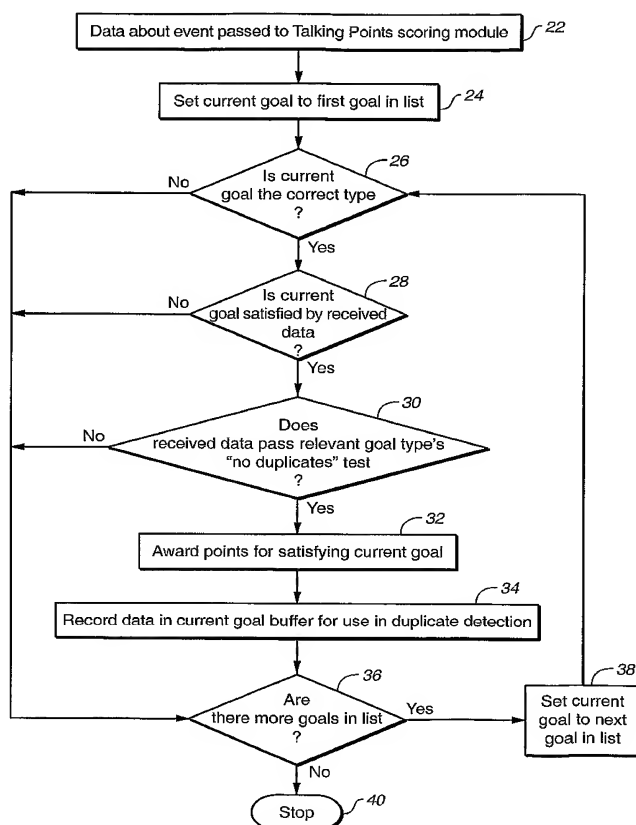 Data about event passed to Talking Points scoring module
22
Set current goal to first goal in list
24
Is current
goal the correct type
?
26
No
Yes
Is current
goal satisfied by received
data
?
28
No
Yes
Does
received data pass relevant goal type's
"no duplicates" test
?
30
No
Yes
Award points for satisfying current goal
32
Record data in current goal buffer for use in duplicate detection
34
Are
there more goals in list
?
36
Yes
Set current
goal to next
goal in list
38
No
Stop
40